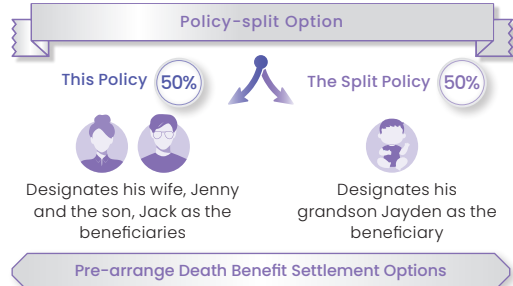 Policy-split Option
This Policy 50%
The Split Policy 50%
Designates his wife, Jenny
and the son, Jack as the
beneficiaries
Designates his
grandson Jayden as the
beneficiary
Pre-arrange Death Benefit Settlement Options